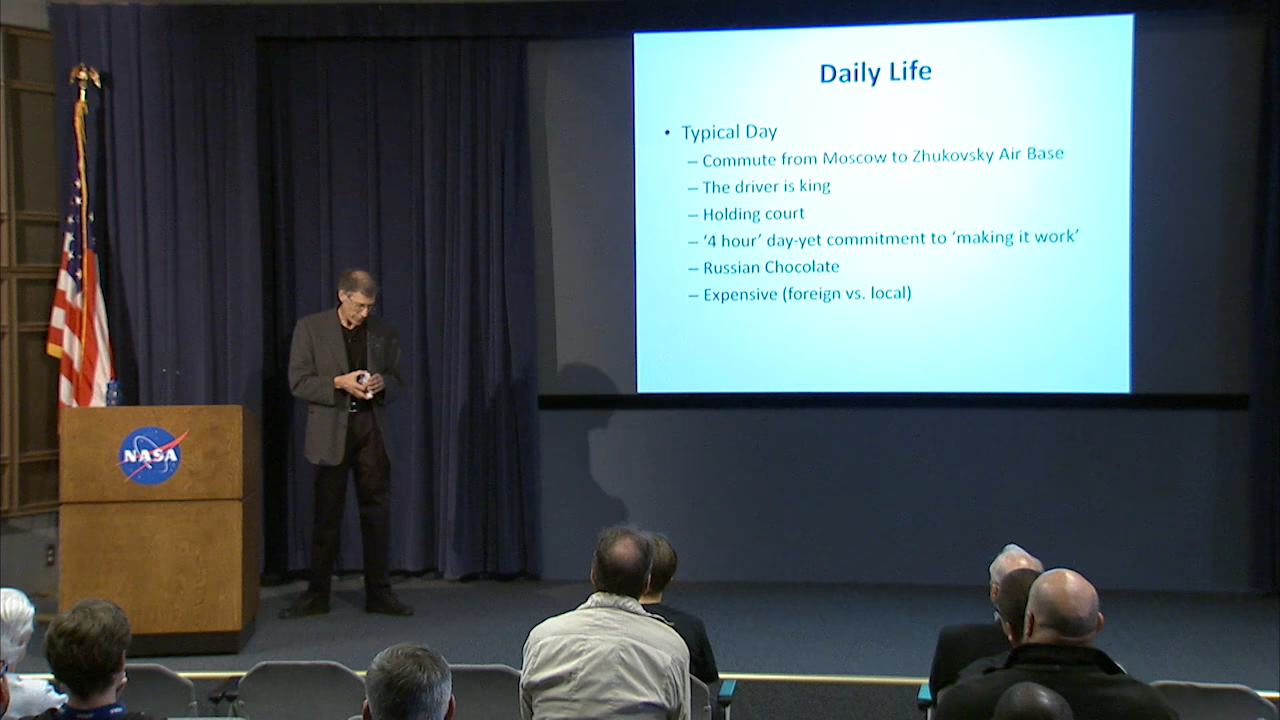 Daily Life
• Typical Day
– Commute from Moscow to Zhukovsky Air Base
– The driver is king
– Holding court
– ‘4 hour’ day-yet commitment to ‘making it work’
– Russian Chocolate
– Expensive (foreign vs. local)
NASA